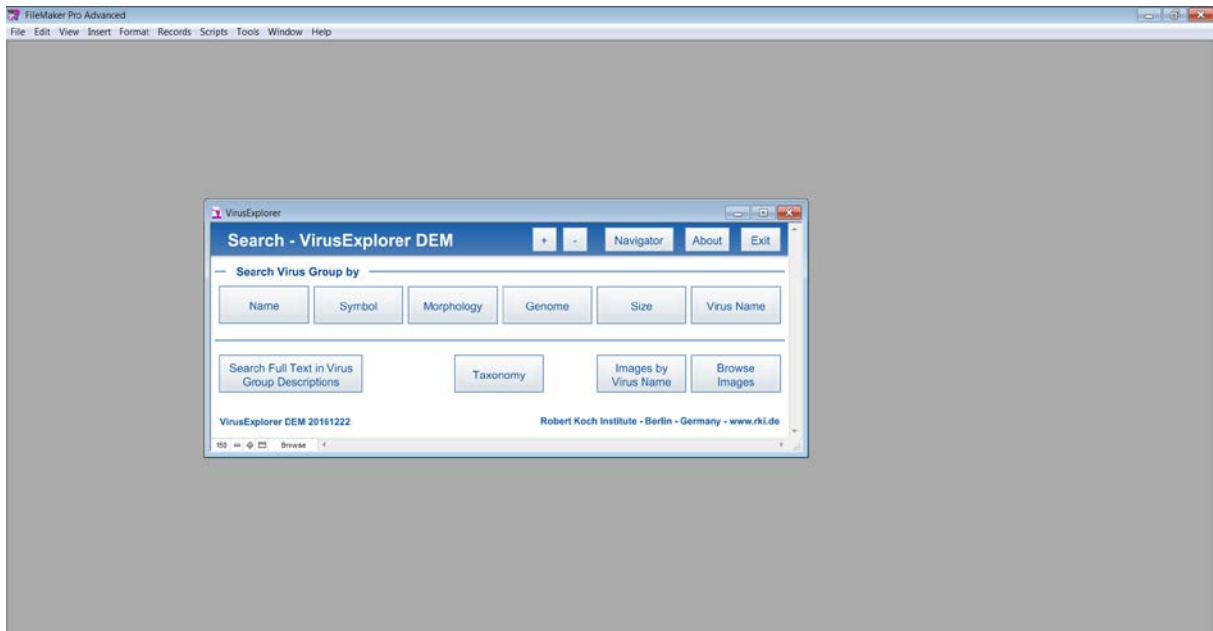 FileMaker Pro Advanced
File Edit View Insert Format Records Scripts Tools Window Help
VirusExplorer
Search - VirusExplorer DEM + - Navigator About Exit
Search Virus Group by
Name Symbol Morphology Genome Size Virus Name
Search Full Text in Virus
Group Descriptions
Taxonomy
Images by
Virus Name
Browse
Images
VirusExplorer DEM 20161222 Robert Koch Institute - Berlin - Germany - www.rki.de
150 Browse